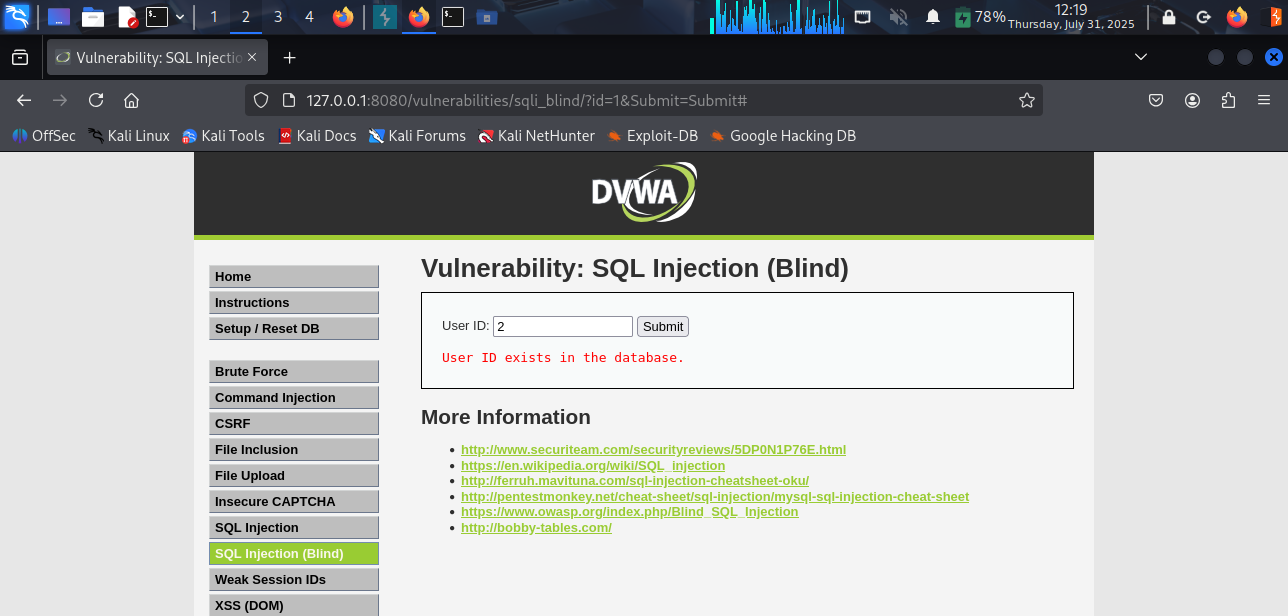 1 2 3 4 78% 12:19
Thursday, July 31, 2025
Vulnerability: SQL Injectio
127.0.0.1:8080/vulnerabilities/sqli_blind/?id=1&Submit=Submit#
OffSec Kali Linux Kali Tools Kali Docs Kali Forums Kali NetHunter Exploit-DB Google Hacking DB
DVWA
Home
Instructions
Setup / Reset DB
Brute Force
Command Injection
CSRF
File Inclusion
File Upload
Insecure CAPTCHA
SQL Injection
SQL Injection (Blind)
Weak Session IDs
XSS (DOM)
Vulnerability: SQL Injection (Blind)
User ID: 2 Submit
User ID exists in the database.
More Information
http://www.securiteam.com/securityreviews/5DP0N1P76E.html
https://en.wikipedia.org/wiki/SQL_injection
http://ferruh.mavituna.com/sql-injection-cheatsheet-oku/
http://pentestmonkey.net/cheat-sheet/sql-injection/mysql-sql-injection-cheat-sheet
https://www.owasp.org/index.php/Blind_SQL_Injection
http://bobby-tables.com/